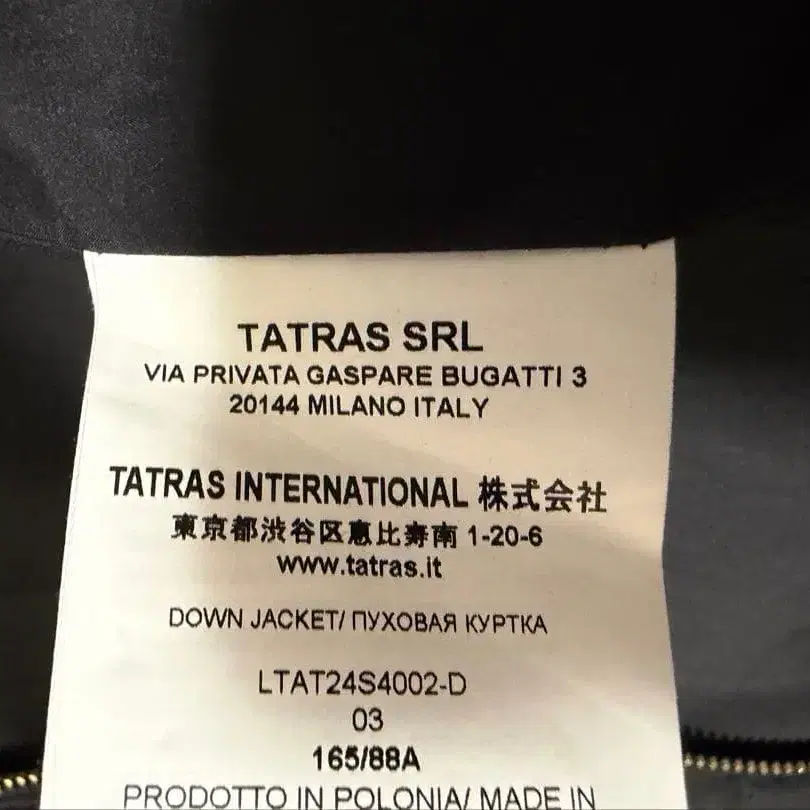 TATRAS SRL
VIA PRIVATA GASPARE BUGATTI 3
20144 MILANO ITALY
TATRAS INTERNATIONAL 株式会社
東京都渋谷区恵比寿南 1-20-6
www.tatras.it
DOWN JACKET/ ПУХОВАЯ КУРТКА
LTAT24S4002-D
03
165/88A
PRODOTTO IN POLONIA/ MADE IN